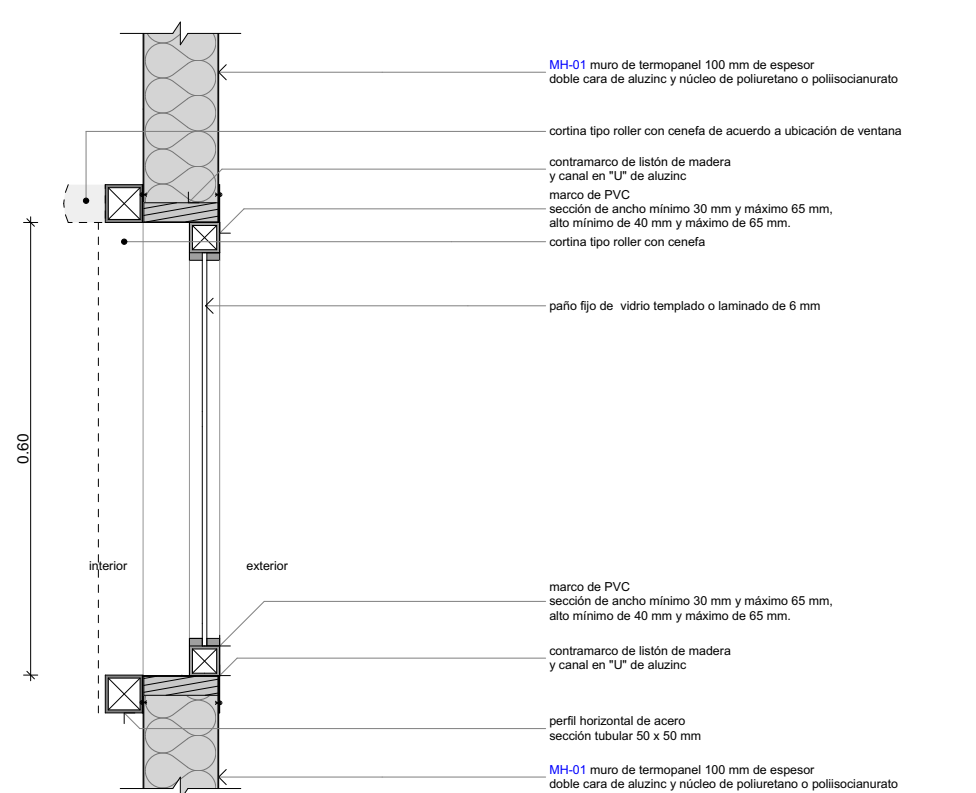 MH-01 muro de termopanel 100 mm de espesor
doble cara de aluzinc y núcleo de poliuretano o poliisocianurato
cortina tipo roller con cenefa de acuerdo a ubicación de ventana
contramarco de listón de madera
y canal en "U" de aluzinc
marco de PVC
sección de ancho mínimo 30 mm y máximo 65 mm,
alto mínimo de 40 mm y máximo de 65 mm.
cortina tipo roller con cenefa
paño fijo de  vidrio templado o laminado de 6 mm
0.60
interior
exterior
marco de PVC
sección de ancho mínimo 30 mm y máximo 65 mm,
alto mínimo de 40 mm y máximo de 65 mm.
contramarco de listón de madera
y canal en "U" de aluzinc
perfil horizontal de acero
sección tubular 50 x 50 mm
MH-01 muro de termopanel 100 mm de espesor
doble cara de aluzinc y núcleo de poliuretano o poliisocianurato